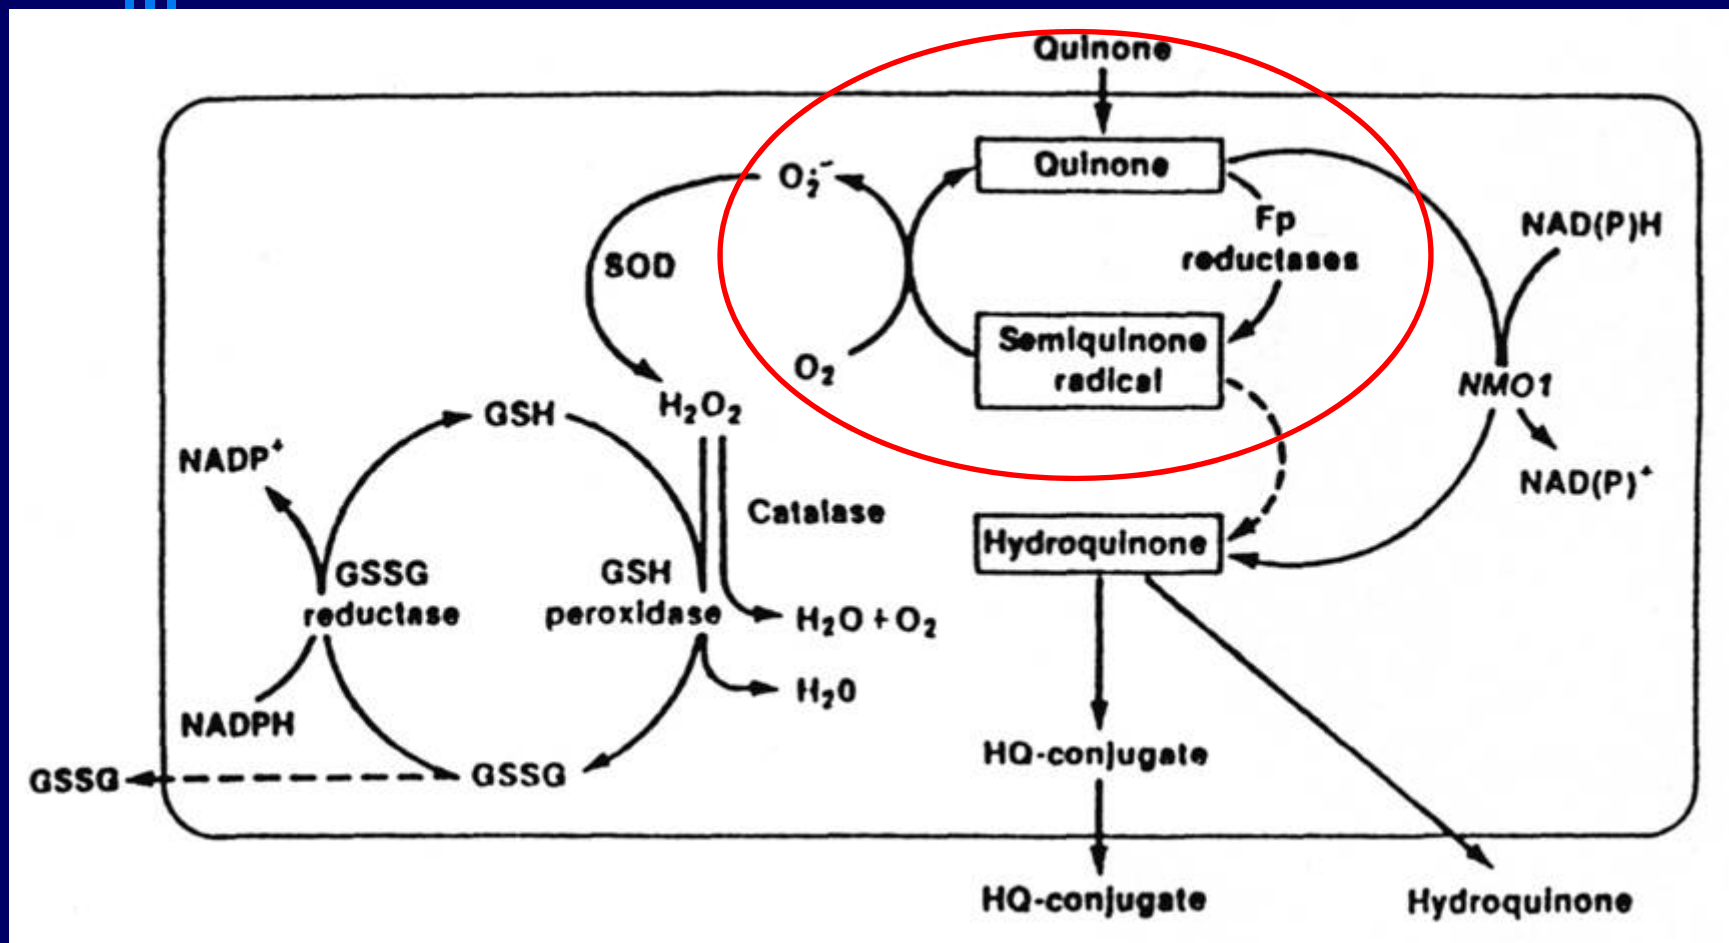 Quinone
Quinone
O₂·⁻
Fp
reductases
NAD(P)H
SOD
Semiquinone
radical
O₂
NMO1
H₂O₂
GSH
NADP⁺
NAD(P)⁺
Catalase
Hydroquinone
GSSG
reductase
GSH
peroxidase
H₂O + O₂
H₂0
NADPH
HQ-conjugate
GSSG
GSSG
HQ-conjugate
Hydroquinone